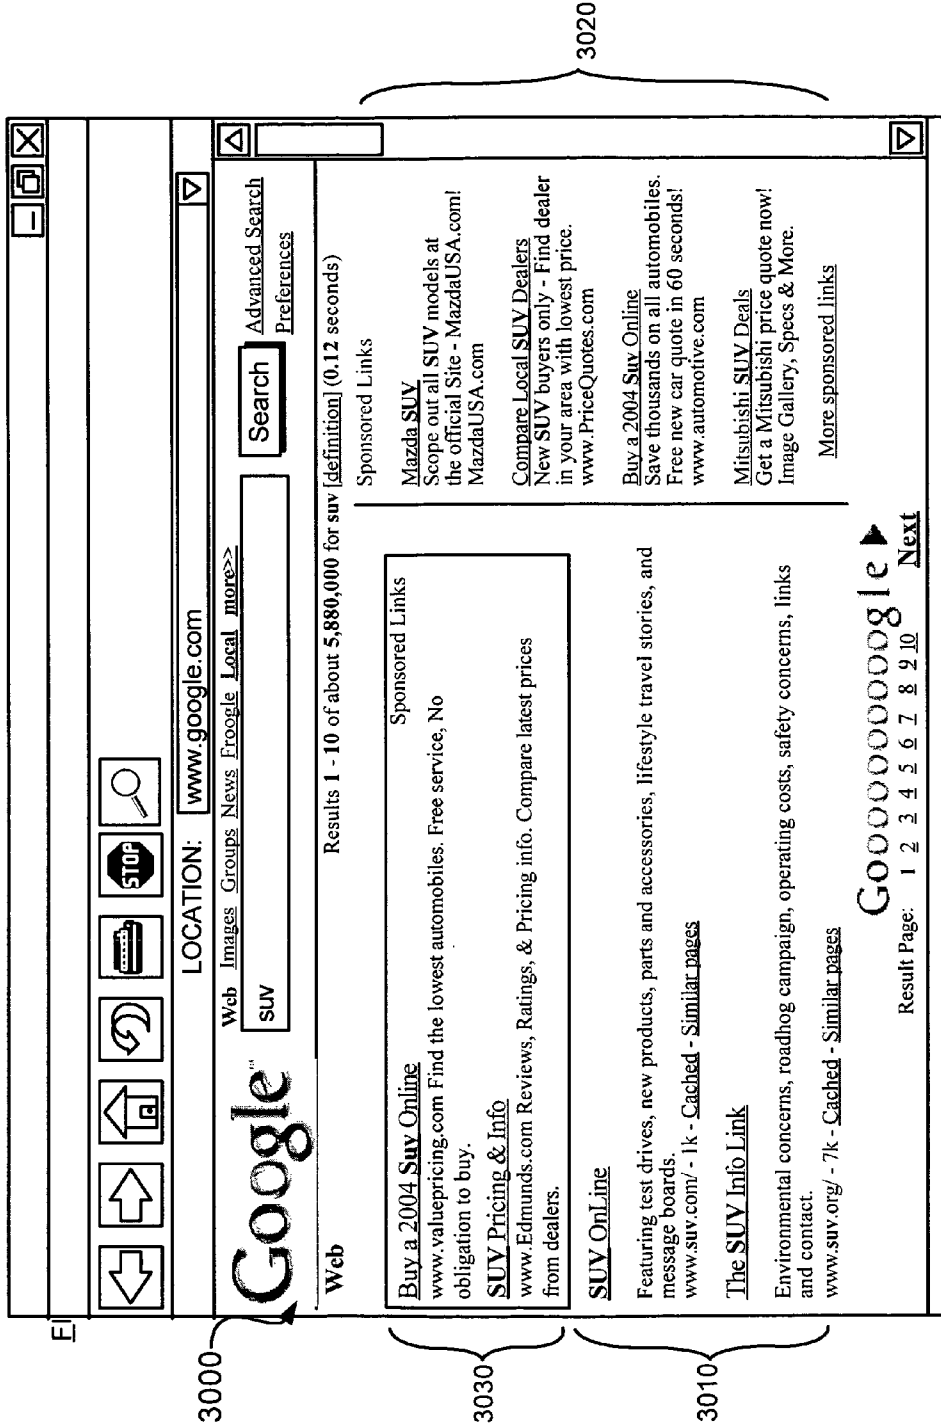 FI
LOCATION:
www.google.com
STOP
3000
Google™
Web Images Groups News Froogle Local more>>
suv
Search
Advanced Search
Preferences
Web
Results 1 - 10 of about 5,880,000 for suv [definition] (0.12 seconds)
3030
Sponsored Links
Buy a 2004 Suv Online
www.valuepricing.com Find the lowest automobiles. Free service, No
obligation to buy.
SUV Pricing & Info
www.Edmunds.com Reviews, Ratings, & Pricing info. Compare latest prices
from dealers.
3010
SUV OnLine
Featuring test drives, new products, parts and accessories, lifestyle travel stories, and
message boards.
www.suv.com/ - 1k - Cached - Similar pages
The SUV Info Link
Environmental concerns, roadhog campaign, operating costs, safety concerns, links
and contact.
www.suv.org/ - 7k - Cached - Similar pages
3020
Sponsored Links
Mazda SUV
Scope out all SUV models at
the official Site - MazdaUSA.com!
MazdaUSA.com
Compare Local SUV Dealers
New SUV buyers only - Find dealer
in your area with lowest price.
www.PriceQuotes.com
Buy a 2004 Suv Online
Save thousands on all automobiles.
Free new car quote in 60 seconds!
www.automotive.com
Mitsubishi SUV Deals
Get a Mitsubishi price quote now!
Image Gallery, Specs & More.
More sponsored links
Goooooooooogle
Result Page: 1 2 3 4 5 6 7 8 9 10 Next